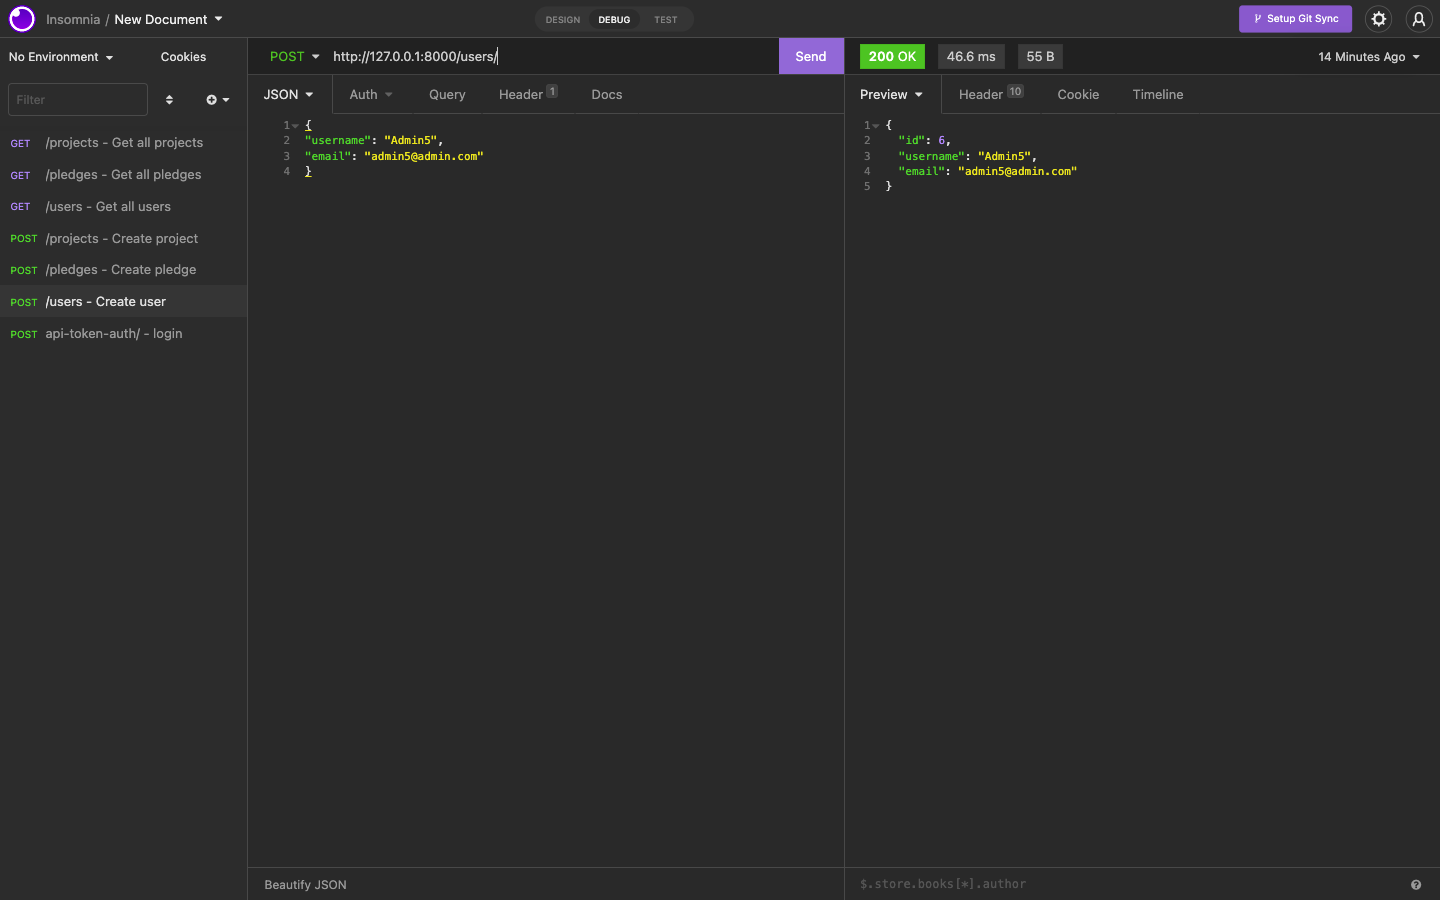 Insomnia / New Document
DESIGN DEBUG TEST
Setup Git Sync
No Environment Cookies
Filter
GET /projects - Get all projects
GET /pledges - Get all pledges
GET /users - Get all users
POST /projects - Create project
POST /pledges - Create pledge
POST /users - Create user
POST api-token-auth/ - login
POST http://127.0.0.1:8000/users/ Send
JSON Auth Query Header 1 Docs
1 {
2 "username": "Admin5",
3 "email": "admin5@admin.com"
4 }
Beautify JSON
200 OK 46.6 ms 55 B 14 Minutes Ago
Preview Header 10 Cookie Timeline
1 {
2 "id": 6,
3 "username": "Admin5",
4 "email": "admin5@admin.com"
5 }
$.store.books[*].author